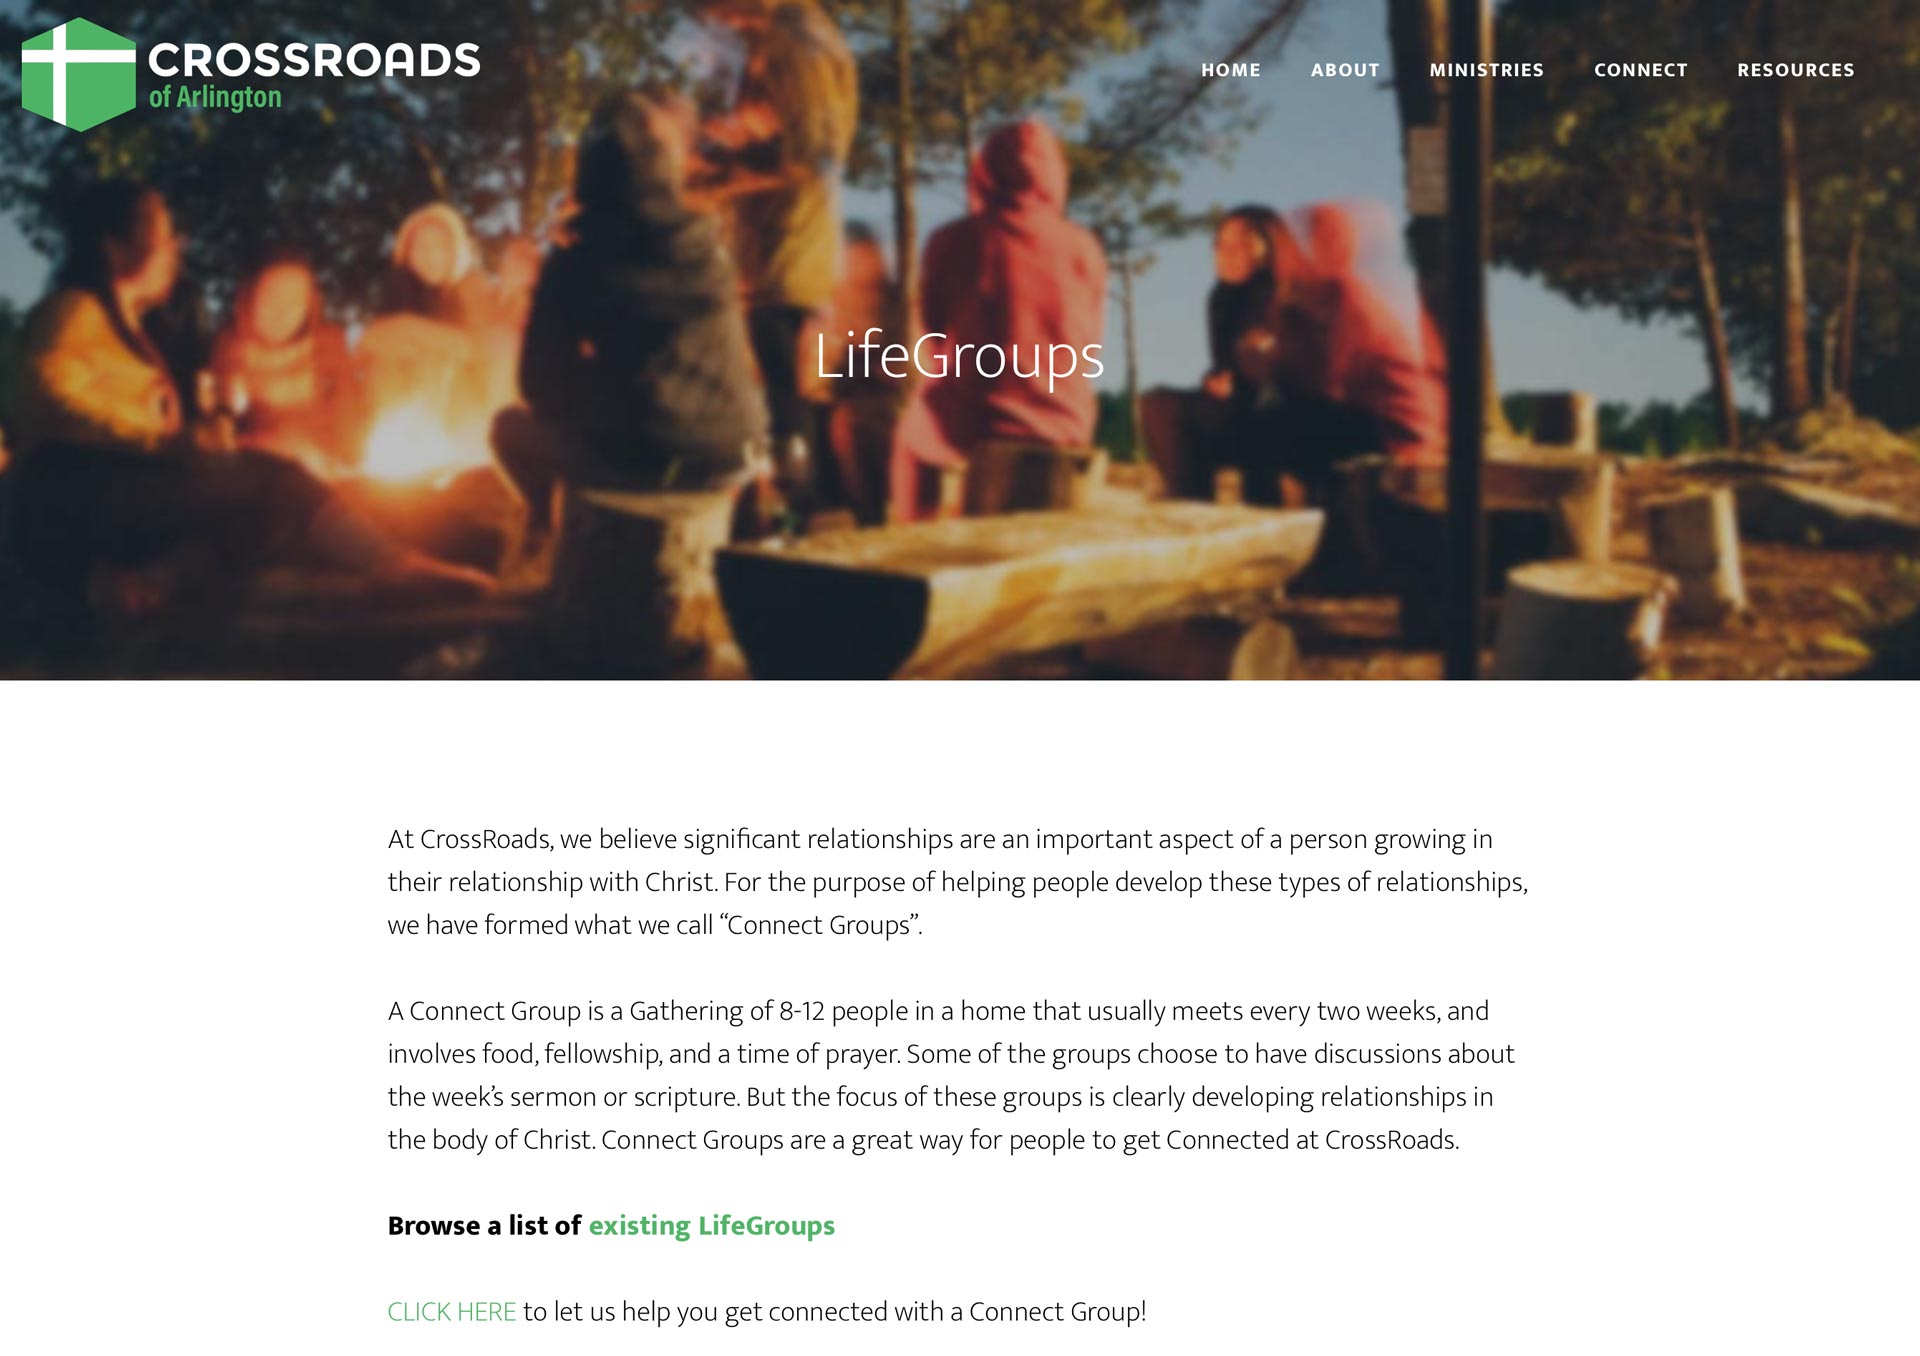 CROSSROADS
of Arlington
HOME ABOUT MINISTRIES CONNECT RESOURCES
LifeGroups
At CrossRoads, we believe significant relationships are an important aspect of a person growing in
their relationship with Christ. For the purpose of helping people develop these types of relationships,
we have formed what we call “Connect Groups”.
A Connect Group is a Gathering of 8-12 people in a home that usually meets every two weeks, and
involves food, fellowship, and a time of prayer. Some of the groups choose to have discussions about
the week’s sermon or scripture. But the focus of these groups is clearly developing relationships in
the body of Christ. Connect Groups are a great way for people to get Connected at CrossRoads.
Browse a list of existing LifeGroups
CLICK HERE to let us help you get connected with a Connect Group!